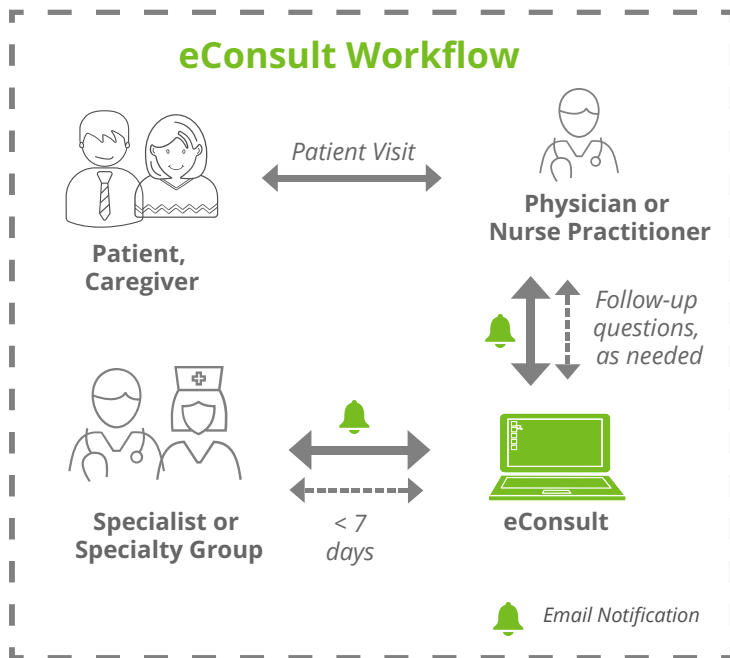 eConsult Workflow
Patient Visit
Patient,
Caregiver
Physician or
Nurse Practitioner
Follow-up
questions,
as needed
Specialist or
Specialty Group
< 7
days
eConsult
Email Notification